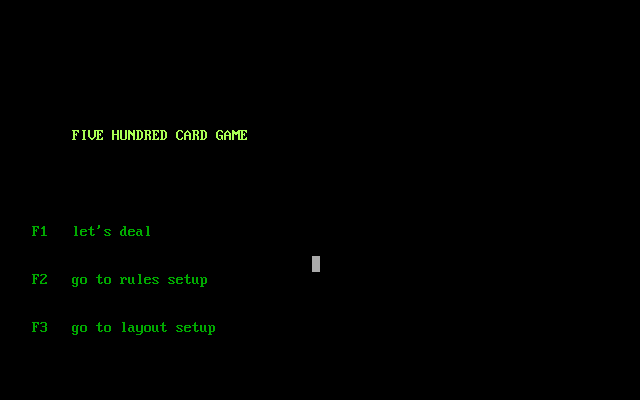 FIVE HUNDRED CARD GAME
F1 let's deal
F2 go to rules setup
F3 go to layout setup